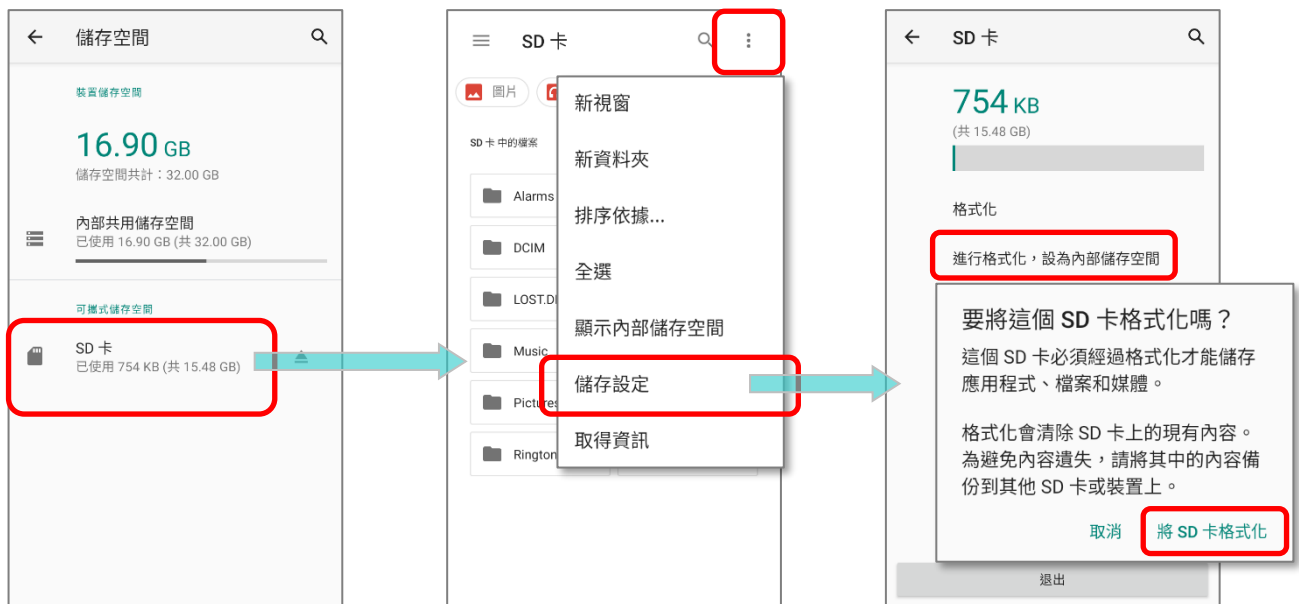 儲存空間
裝置儲存空間
16.90 GB
儲存空間共計：32.00 GB
內部共用儲存空間
已使用 16.90 GB (共 32.00 GB)
可攜式儲存空間
SD 卡
已使用 754 KB (共 15.48 GB)
SD 卡
圖片
SD 卡 中的檔案
Alarms
DCIM
LOST.DI
Music
Pictures
Rington
新視窗
新資料夾
排序依據...
全選
顯示內部儲存空間
儲存設定
取得資訊
SD 卡
754 KB
(共 15.48 GB)
格式化
進行格式化，設為內部儲存空間
要將這個 SD 卡格式化嗎？
這個 SD 卡必須經過格式化才能儲存
應用程式、檔案和媒體。
格式化會清除 SD 卡上的現有內容。
為避免內容遺失，請將其中的內容備
份到其他 SD 卡或裝置上。
取消
將 SD 卡格式化
退出